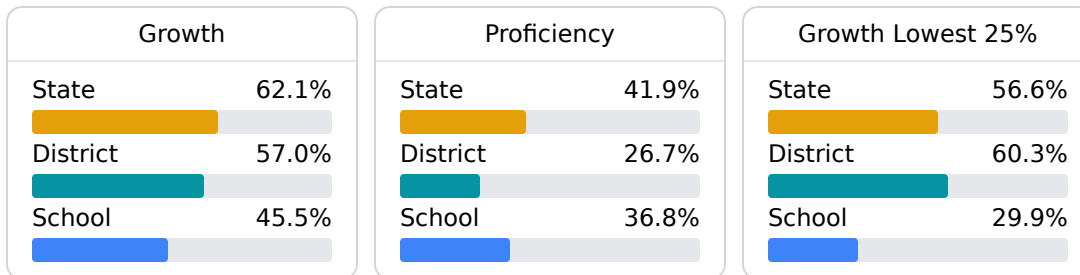 Growth
State 62.1%
District 57.0%
School 45.5%
Proficiency
State 41.9%
District 26.7%
School 36.8%
Growth Lowest 25%
State 56.6%
District 60.3%
School 29.9%